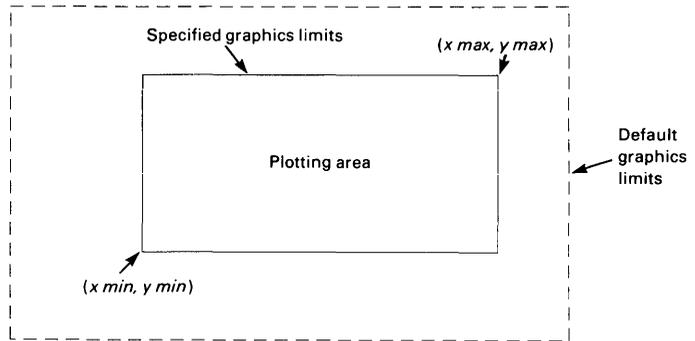 Specified graphics limits
(x max, y max)
Default
graphics
limits
Plotting area
(x min, y min)